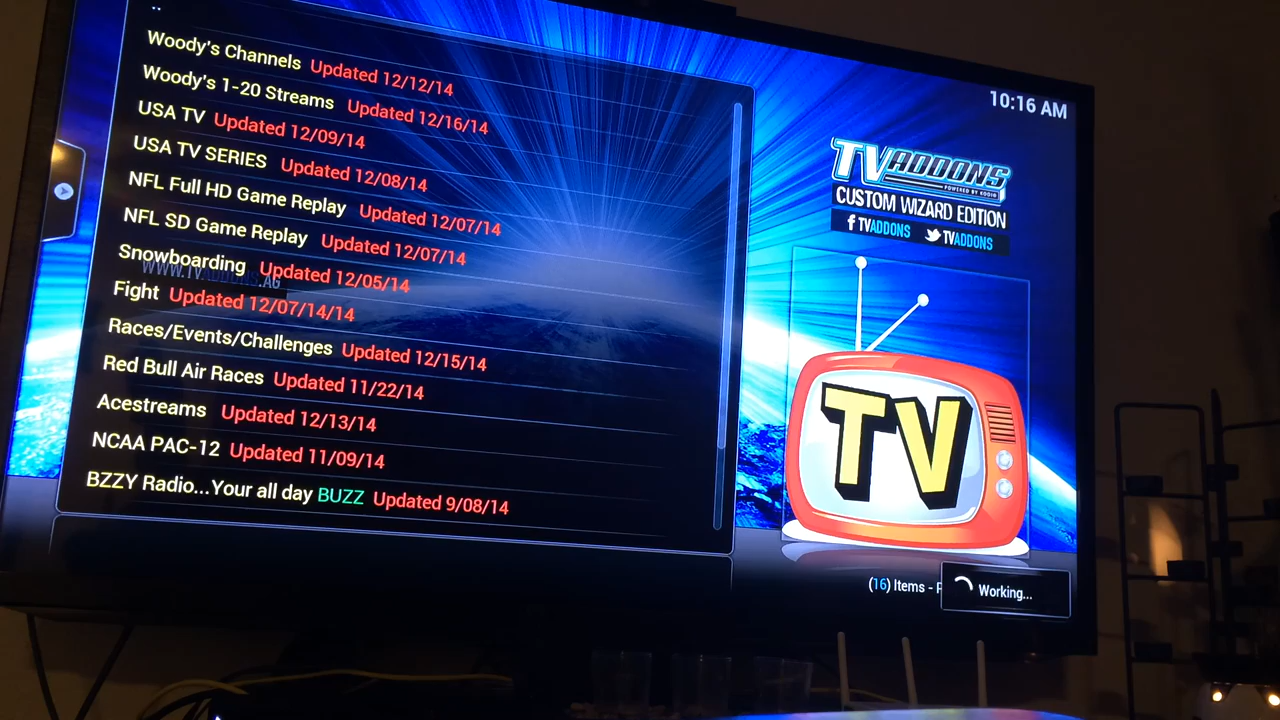 ..
Woody's Channels Updated 12/12/14
Woody's 1-20 Streams Updated 12/16/14
USA TV Updated 12/09/14
USA TV SERIES Updated 12/08/14
NFL Full HD Game Replay Updated 12/07/14
NFL SD Game Replay Updated 12/07/14
Snowboarding Updated 12/05/14
WWW.TVADDONS.AG
Fight Updated 12/07/14/14
Races/Events/Challenges Updated 12/15/14
Red Bull Air Races Updated 11/22/14
Acestreams Updated 12/13/14
NCAA PAC-12 Updated 11/09/14
BZZY Radio...Your all day BUZZ Updated 9/08/14
10:16 AM
TVADDONS
POWERED BY
CUSTOM WIZARD EDITION
f TVADDONS TVADDONS
TV
(16) Items - P
Working...